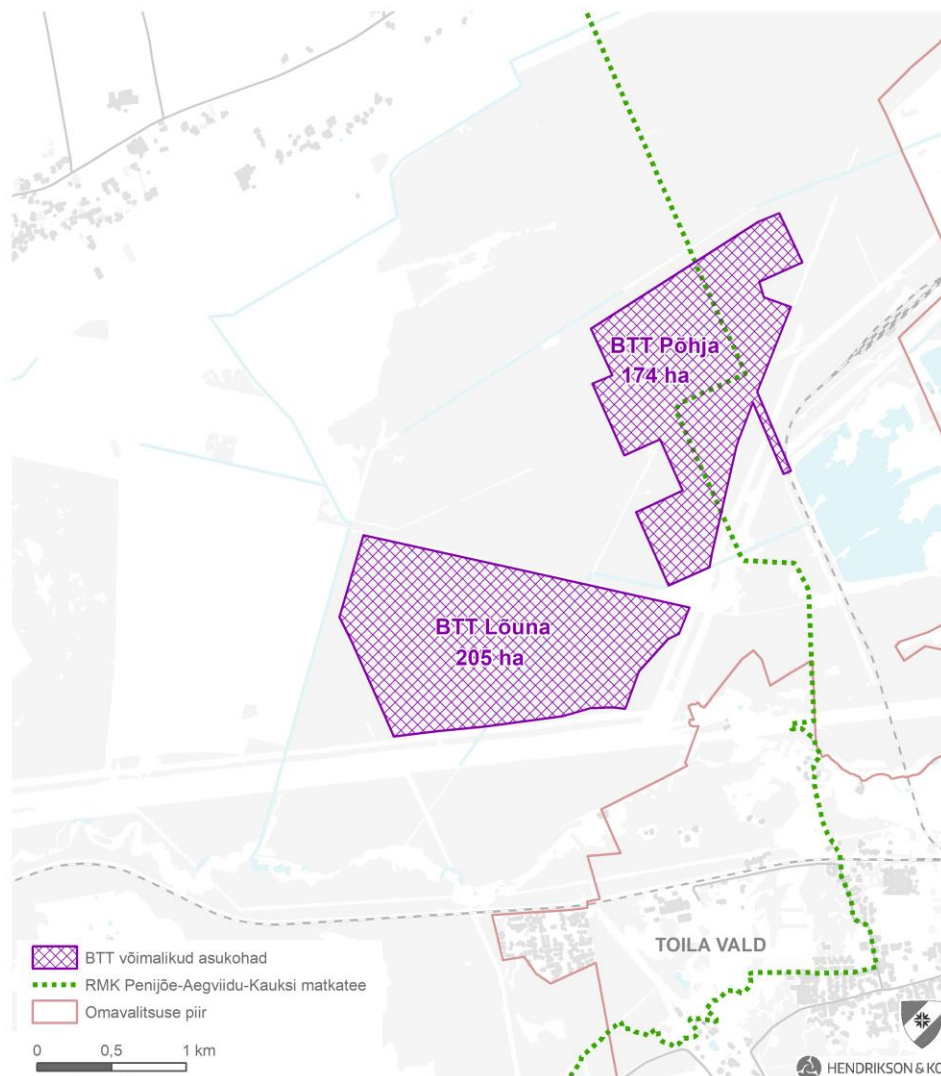 BTT Põhja
174 ha
BTT Lõuna
205 ha
TOILA VALD
BTT võimalikud asukohad
RMK Penijõe-Aegviidu-Kauksi matkatee
Omavalitsuse piir
0 0,5 1 km
HENDRIKSON & KO